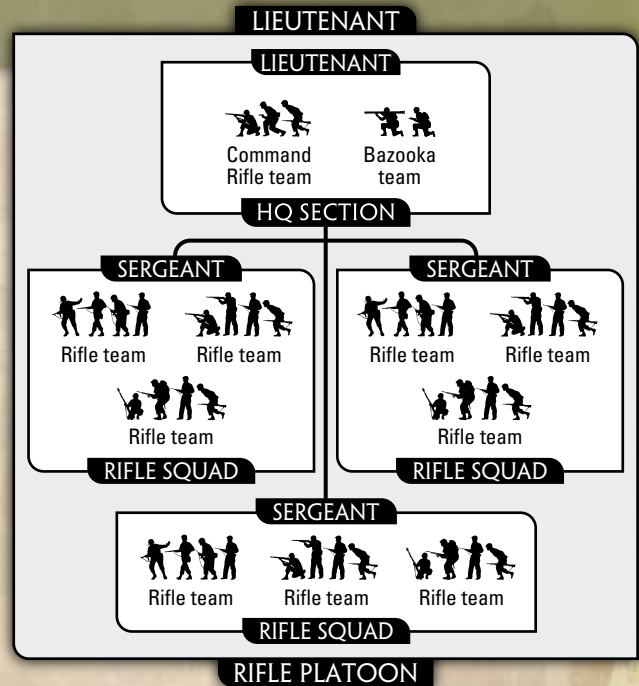 LIEUTENANT
LIEUTENANT
Command
Rifle team
Bazooka
team
HQ SECTION
SERGEANT
Rifle team
Rifle team
Rifle team
RIFLE SQUAD
SERGEANT
Rifle team
Rifle team
Rifle team
RIFLE SQUAD
SERGEANT
Rifle team
Rifle team
Rifle team
RIFLE SQUAD
RIFLE PLATOON